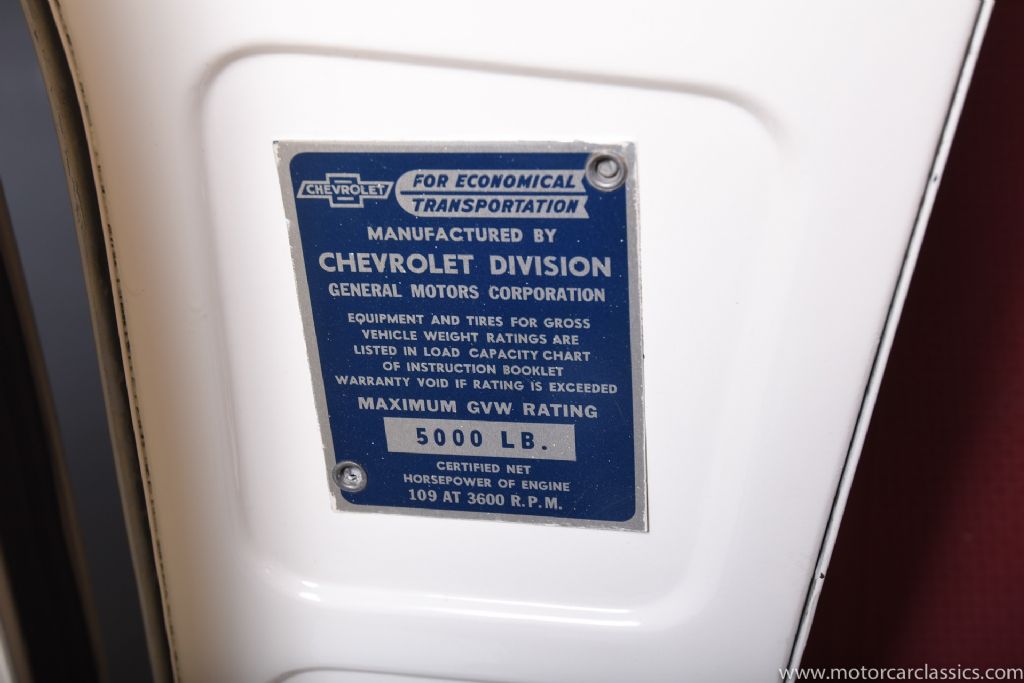 CHEVROLET
FOR ECONOMICAL
TRANSPORTATION
MANUFACTURED BY
CHEVROLET DIVISION
GENERAL MOTORS CORPORATION
EQUIPMENT AND TIRES FOR GROSS
VEHICLE WEIGHT RATINGS ARE
LISTED IN LOAD CAPACITY CHART
OF INSTRUCTION BOOKLET
WARRANTY VOID IF RATING IS EXCEEDED
MAXIMUM GVW RATING
5000 LB.
CERTIFIED NET
HORSEPOWER OF ENGINE
109 AT 3600 R.P.M.
www.motorcarclassics.com